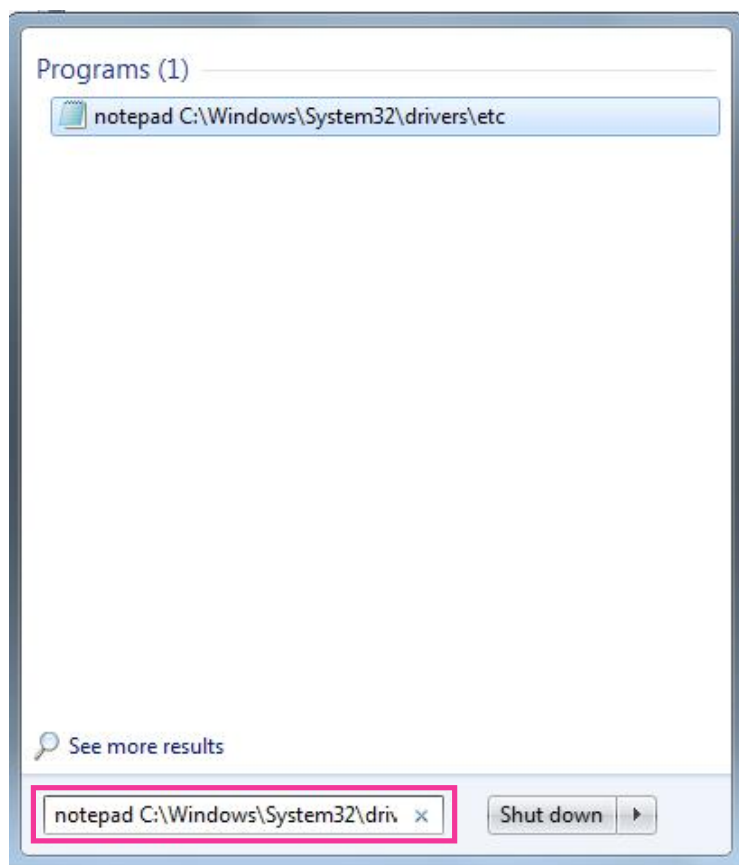 Programs (1)
notepad C:\Windows\System32\drivers\etc
See more results
notepad C:\Windows\System32\driv
Shut down